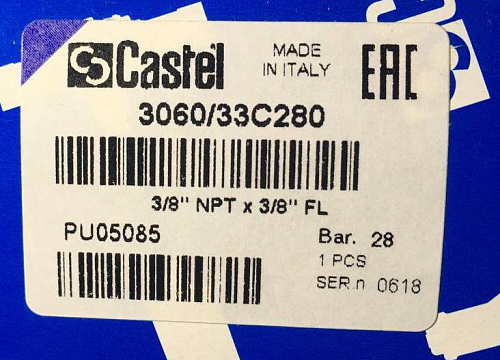 Castel
MADE
IN ITALY
EAC
3060/33C280
3/8" NPT x 3/8" FL
PU05085
Bar. 28
1 PCS
SER.n 0618